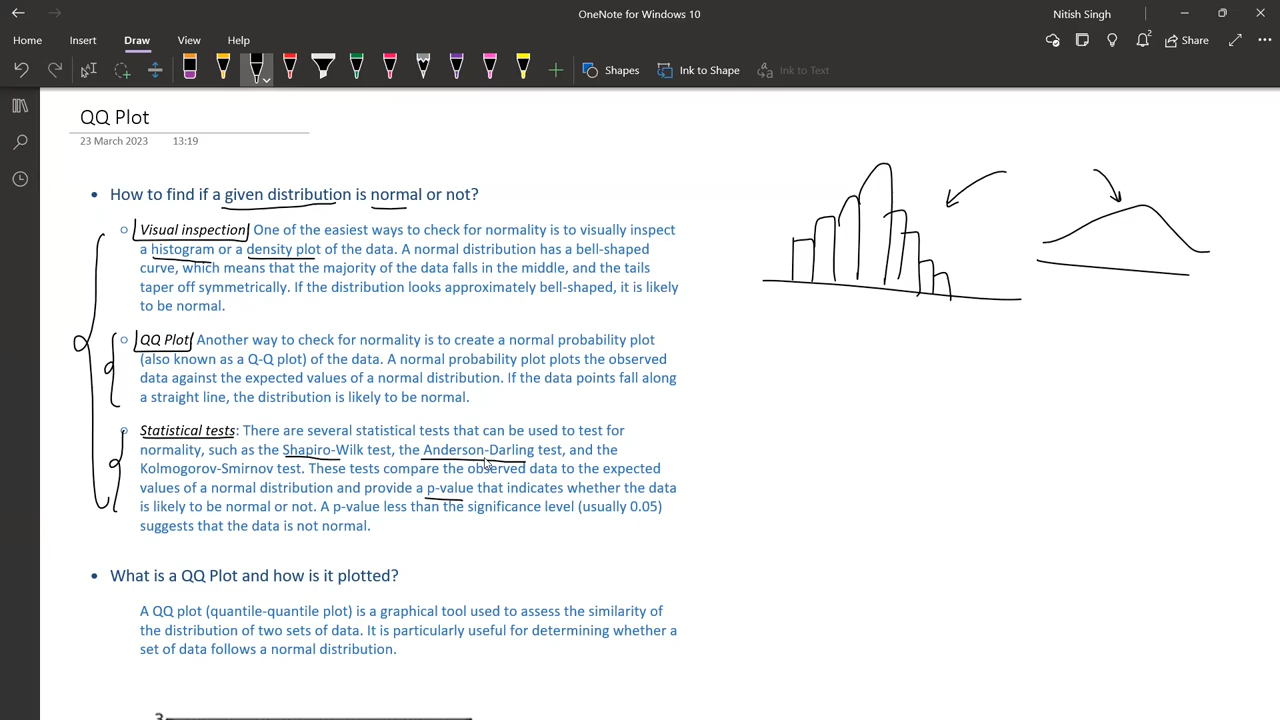 OneNote for Windows 10
Nitish Singh
Home Insert Draw View Help
2
Share
Shapes
Ink to Shape
Ink to Text
QQ Plot
23 March 2023 13:19
• How to find if a given distribution is normal or not?
Visual inspection: One of the easiest ways to check for normality is to visually inspect
a histogram or a density plot of the data. A normal distribution has a bell-shaped
curve, which means that the majority of the data falls in the middle, and the tails
taper off symmetrically. If the distribution looks approximately bell-shaped, it is likely
to be normal.
QQ Plot: Another way to check for normality is to create a normal probability plot
(also known as a Q-Q plot) of the data. A normal probability plot plots the observed
data against the expected values of a normal distribution. If the data points fall along
a straight line, the distribution is likely to be normal.
Statistical tests: There are several statistical tests that can be used to test for
normality, such as the Shapiro-Wilk test, the Anderson-Darling test, and the
Kolmogorov-Smirnov test. These tests compare the observed data to the expected
values of a normal distribution and provide a p-value that indicates whether the data
is likely to be normal or not. A p-value less than the significance level (usually 0.05)
suggests that the data is not normal.
• What is a QQ Plot and how is it plotted?
A QQ plot (quantile-quantile plot) is a graphical tool used to assess the similarity of
the distribution of two sets of data. It is particularly useful for determining whether a
set of data follows a normal distribution.
3